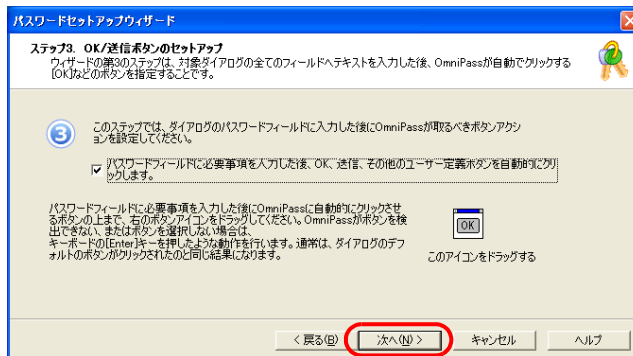 パスワードセットアップウィザード
ステップ3. OK/送信ボタンのセットアップ
ウィザードの第3のステップは、対象ダイアログの全てのフィールドへテキストを入力した後、OmniPassが自動でクリックする
[OK]などのボタンを指定することです。
3
このステップでは、ダイアログのパスワードフィールドに入力した後にOmniPassが取るべきボタンアクシ
ョンを設定してください。
パスワードフィールドに必要事項を入力した後、OK、送信、その他のユーザー定義ボタンを自動的にクリ
ックします。
パスワードフィールドに必要事項を入力した後にOmniPassに自動的にクリックさせ
るボタンの上まで、右のボタンアイコンをドラッグしてください。OmniPassがボタンを検
出できない、またはボタンを選択しない場合は、
キーボードの[Enter]キーを押したような動作を行います。通常は、ダイアログのデフ
ォルトのボタンがクリックされたのと同じ結果になります。
OK
このアイコンをドラッグする
< 戻る(B)
次へ(N) >
キャンセル
ヘルプ